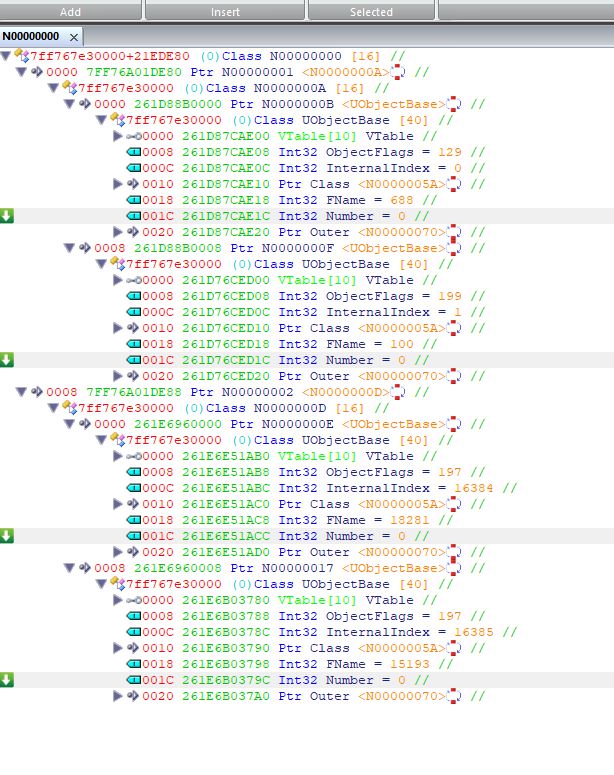 Add Insert Selected
N00000000 x
7ff767e30000+21EDE80 (0)Class N00000000 [16] //
0000 7FF76A01DE80 Ptr N00000001 <N0000000A> //
7ff767e30000 (0)Class N0000000A [16] //
0000 261D88B0000 Ptr N0000000B <UObjectBase> //
7ff767e30000 (0)Class UObjectBase [40] //
0000 261D87CAE00 VTable[10] VTable //
0008 261D87CAE08 Int32 ObjectFlags = 129 //
000C 261D87CAE0C Int32 InternalIndex = 0 //
0010 261D87CAE10 Ptr Class <N0000005A> //
0018 261D87CAE18 Int32 FName = 688 //
001C 261D87CAE1C Int32 Number = 0 //
0020 261D87CAE20 Ptr Outer <N00000070> //
0008 261D88B0008 Ptr N0000000F <UObjectBase> //
7ff767e30000 (0)Class UObjectBase [40] //
0000 261D76CED00 VTable[10] VTable //
0008 261D76CED08 Int32 ObjectFlags = 199 //
000C 261D76CED0C Int32 InternalIndex = 1 //
0010 261D76CED10 Ptr Class <N0000005A> //
0018 261D76CED18 Int32 FName = 100 //
001C 261D76CED1C Int32 Number = 0 //
0020 261D76CED20 Ptr Outer <N00000070> //
0008 7FF76A01DE88 Ptr N00000002 <N0000000D> //
7ff767e30000 (0)Class N0000000D [16] //
0000 261E6960000 Ptr N0000000E <UObjectBase> //
7ff767e30000 (0)Class UObjectBase [40] //
0000 261E6E51AB0 VTable[10] VTable //
0008 261E6E51AB8 Int32 ObjectFlags = 197 //
000C 261E6E51ABC Int32 InternalIndex = 16384 //
0010 261E6E51AC0 Ptr Class <N0000005A> //
0018 261E6E51AC8 Int32 FName = 18281 //
001C 261E6E51ACC Int32 Number = 0 //
0020 261E6E51AD0 Ptr Outer <N00000070> //
0008 261E6960008 Ptr N00000017 <UObjectBase> //
7ff767e30000 (0)Class UObjectBase [40] //
0000 261E6B03780 VTable[10] VTable //
0008 261E6B03788 Int32 ObjectFlags = 197 //
000C 261E6B0378C Int32 InternalIndex = 16385 //
0010 261E6B03790 Ptr Class <N0000005A> //
0018 261E6B03798 Int32 FName = 15193 //
001C 261E6B0379C Int32 Number = 0 //
0020 261E6B037A0 Ptr Outer <N00000070> //